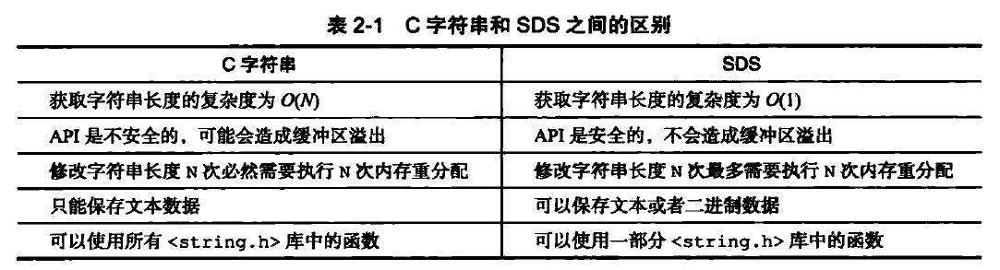 表 2-1 C 字符串和 SDS 之间的区别
C 字符串 SDS
获取字符串长度的复杂度为 O(N) 获取字符串长度的复杂度为 O(1)
API 是不安全的，可能会造成缓冲区溢出 API 是安全的，不会造成缓冲区溢出
修改字符串长度 N 次必然需要执行 N 次内存重分配 修改字符串长度 N 次最多需要执行 N 次内存重分配
只能保存文本数据 可以保存文本或者二进制数据
可以使用所有 <string.h> 库中的函数 可以使用一部分 <string.h> 库中的函数